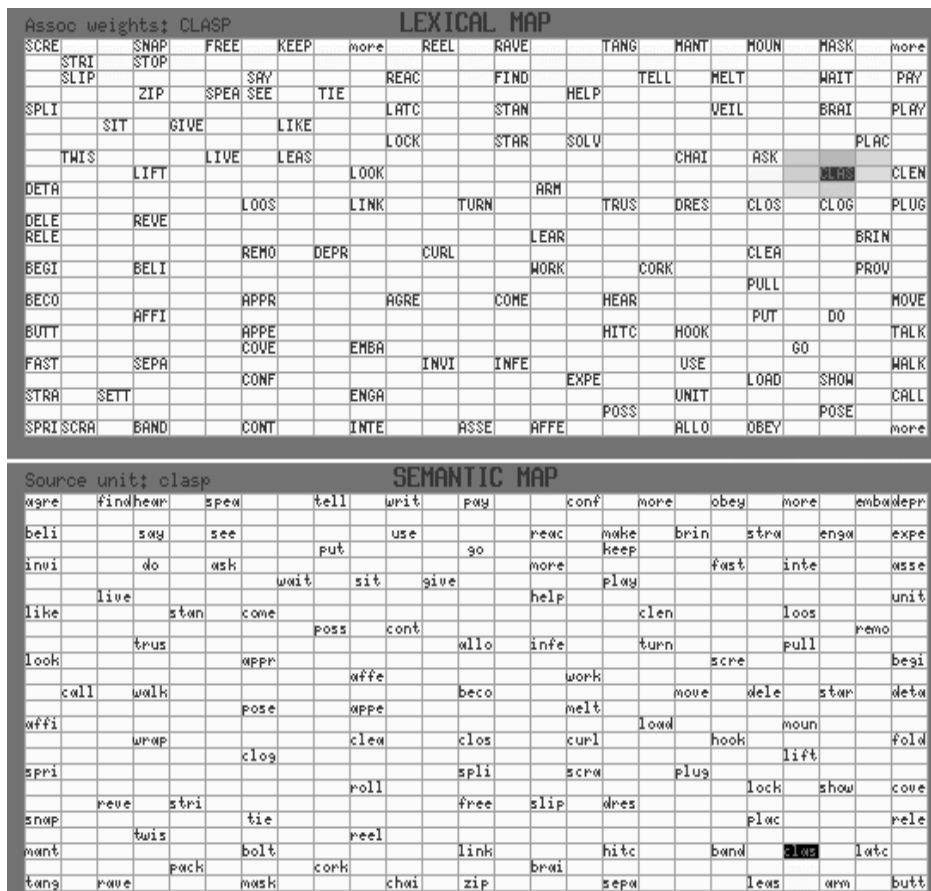 Assoc weights: CLASP LEXICAL MAP
SCRE SNAP FREE KEEP more REEL RAVE TANG MANT MOUN MASK more
STRI STOP
SLIP SAY REAC FIND TELL MELT WAIT PAY
ZIP SPEA SEE TIE HELP
SPLI LATC STAN VEIL BRAI PLAY
SIT GIVE LIKE
LOCK STAR SOLV PLAC
TWIS LIVE LEAS CHAI ASK
LIFT LOOK CLAS CLEN
DETA ARM
LOOS LINK TURN TRUS DRES CLOS CLOG PLUG
DELE REVE
RELE LEAR BRIN
REMO DEPR CURL CLEA
BEGI BELI WORK CORK PROV
PULL
BECO APPR AGRE COME HEAR MOVE
AFFI PUT DO
BUTT APPE HITC HOOK TALK
COVE EMBA GO
FAST SEPA INVI INFE USE WALK
CONF EXPE LOAD SHOW
STRA SETT ENGA UNIT CALL
POSS POSE
SPRI SCRA BAND CONT INTE ASSE AFFE ALLO OBEY more
Source unit: clasp SEMANTIC MAP
agre find hear spea tell writ pay conf more obey more emba depr
beli say see use reac make brin stra enga expe
put go keep
invi do ask more fast inte asse
wait sit give play
live help unit
like stan come clen loos
poss cont remo
trus allo infe turn pull
look appr scre begi
affe work
call walk beco move dele star deta
pose appe melt
affi load moun
wrap clea clos curl hook fold
clog lift
spri spli scra plug
roll lock show cove
reve stri free slip dres
snap tie plac rele
twis reel
mant bolt link hitc band clas latc
pack cork brai
tang rave mask chai zip sepa leas arm butt